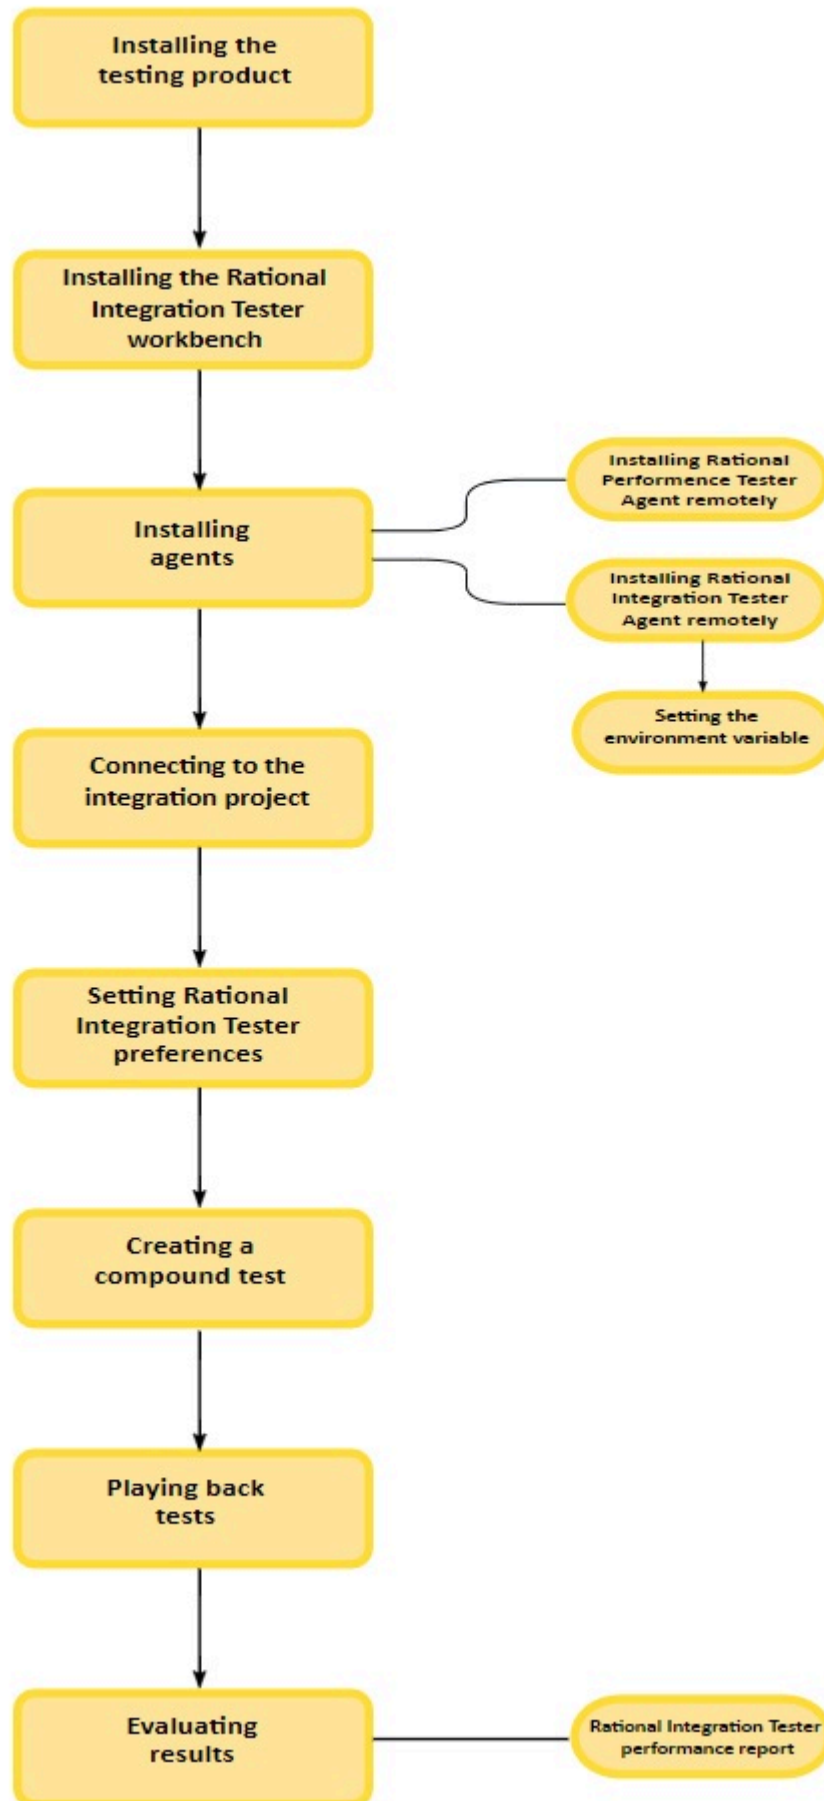 Installing the
testing product
Installing the Rational
Integration Tester
workbench
Installing
agents
Installing Rational
Performence Tester
Agent remotely
Installing Rational
Integration Tester
Agent remotely
Setting the
environment variable
Connecting to the
integration project
Setting Rational
Integration Tester
preferences
Creating a
compound test
Playing back
tests
Evaluating
results
Rational Integration Tester
performance report